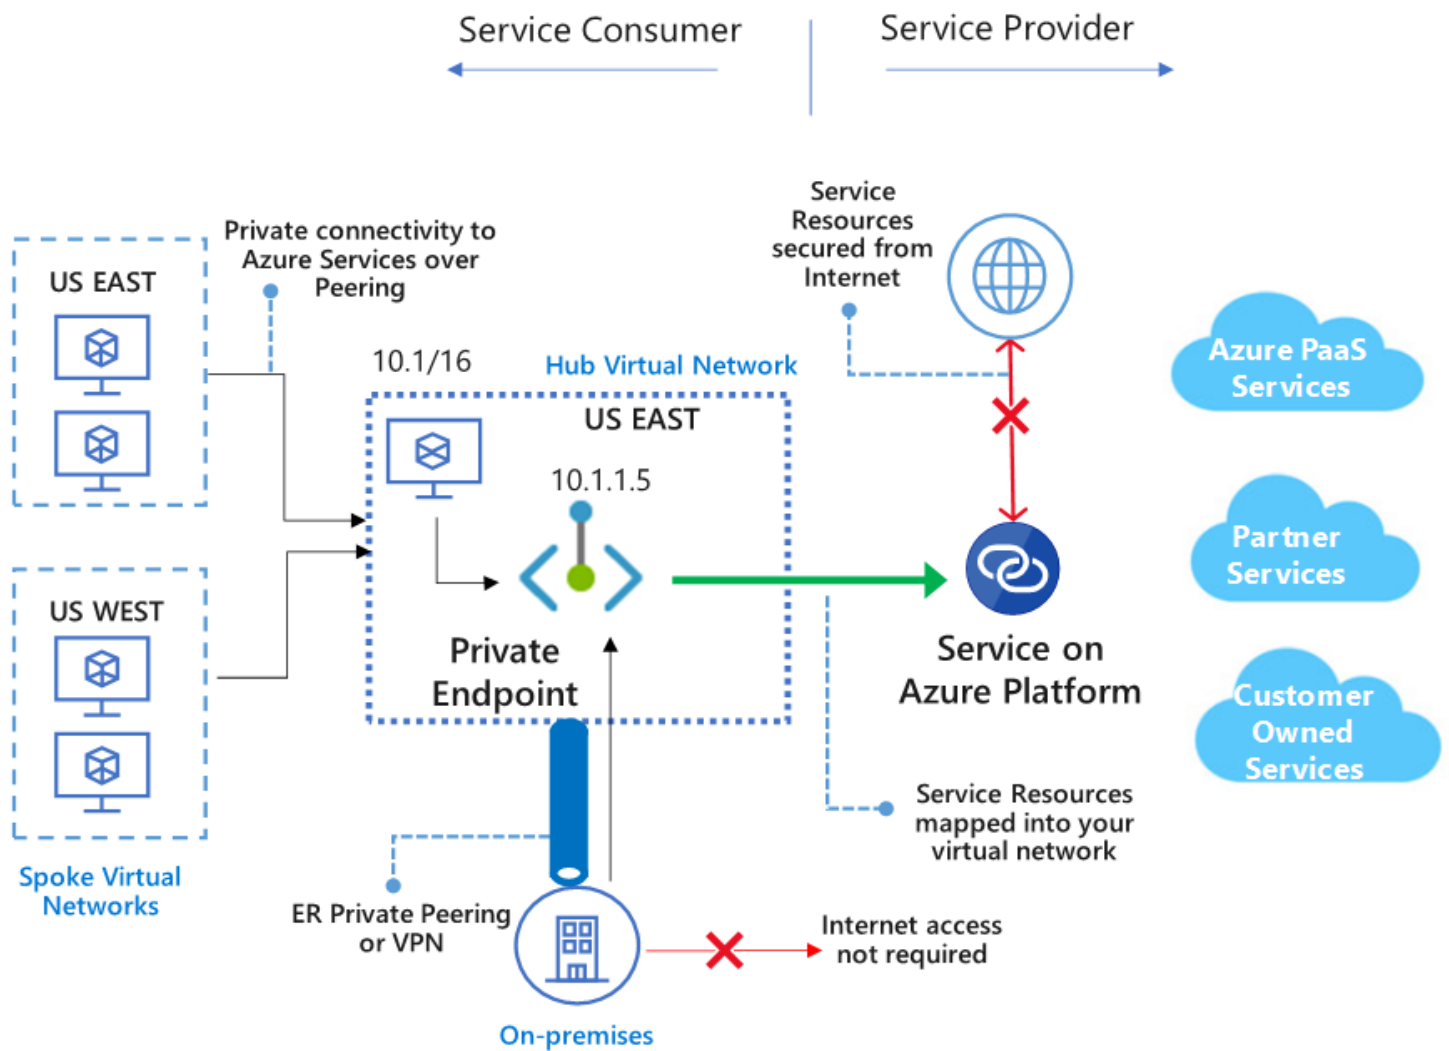 Service Consumer
Service Provider
Service
Resources
secured from
Internet
Private connectivity to
Azure Services over
Peering
US EAST
10.1/16
Hub Virtual Network
US EAST
10.1.1.5
Azure PaaS
Services
Partner
Services
US WEST
Private
Endpoint
Service on
Azure Platform
Customer
Owned
Services
Service Resources
mapped into your
virtual network
Spoke Virtual
Networks
ER Private Peering
or VPN
Internet access
not required
On-premises